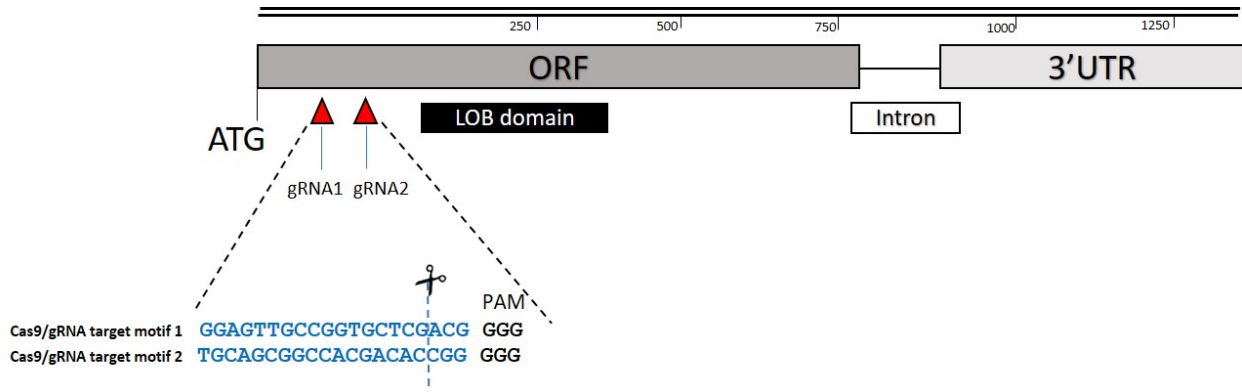 250 500 750 1000 1250
ORF 3'UTR
LOB domain Intron
ATG
gRNA1 gRNA2
PAM
Cas9/gRNA target motif 1 GGAGTTGCCGGTGCTCGACG GGG
Cas9/gRNA target motif 2 TGCAGCGGCCACGACACCGG GGG